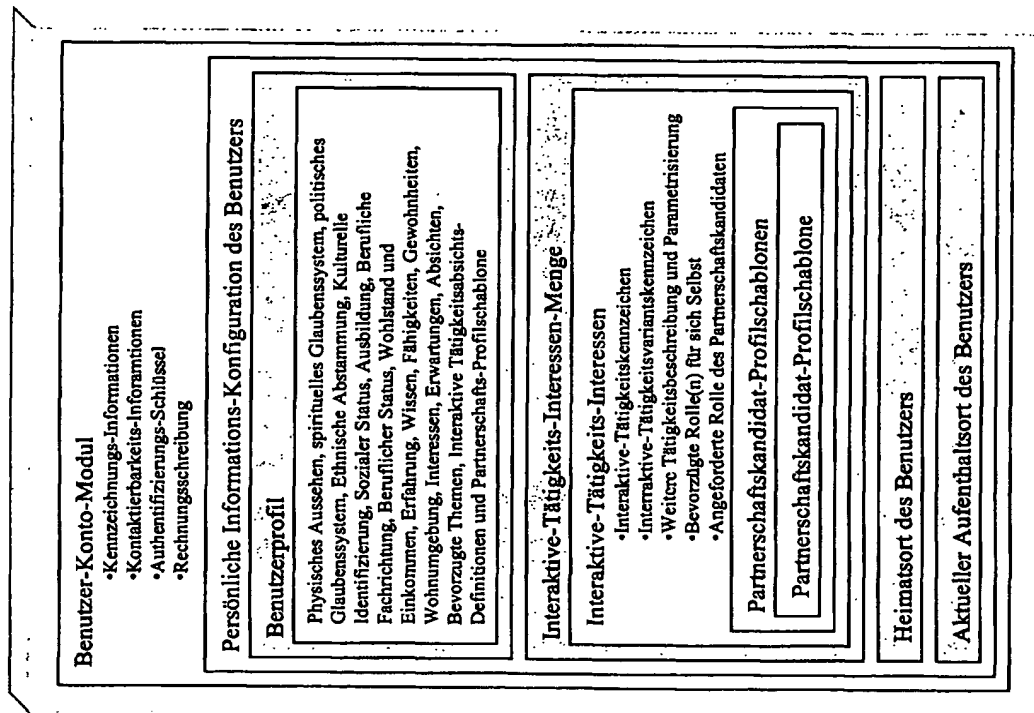 Benutzer-Konto-Modul
•Kennzeichnungs-Informationen
•Kontaktierbarkeits-Inforamtionen
•Authentifizierungs-Schlüssel
•Rechnungsschreibung
Persönliche Informations-Konfiguration des Benutzers
Benutzerprofil
Physisches Aussehen, spirituelles Glaubenssystem, politisches
Glaubenssystem, Ethnische Abstammung, Kulturelle
Identifizierung, Sozialer Status, Ausbildung, Berufliche
Fachrichtung, Beruflicher Status, Wohlstand und
Einkommen, Erfahrung, Wissen, Fähigkeiten, Gewohnheiten,
Wohnumgebung, Interessen, Erwartungen, Absichten,
Bevorzugte Themen, Interaktive Tätigkeitsabsichts-
Definitionen und Partnerschafts-Profilschablone
Interaktive-Tätigkeits-Interessen-Menge
Interaktive-Tätigkeits-Interessen
•Interaktive-Tätigkeitskennzeichen
•Interraktive-Tätigkeitsvariantskennzeichen
•Weitere Tätigkeitsbeschreibung und Parametrisierung
•Bevorzügte Rolle(n) für sich Selbst
•Angeforderte Rolle des Partnerschaftskandidaten
Partnerschaftskandidat-Profilschablonen
Partnerschaftskandidat-Profilschablone
Heimatsort des Benutzers
Aktueller Aufenthaltsort des Benutzers